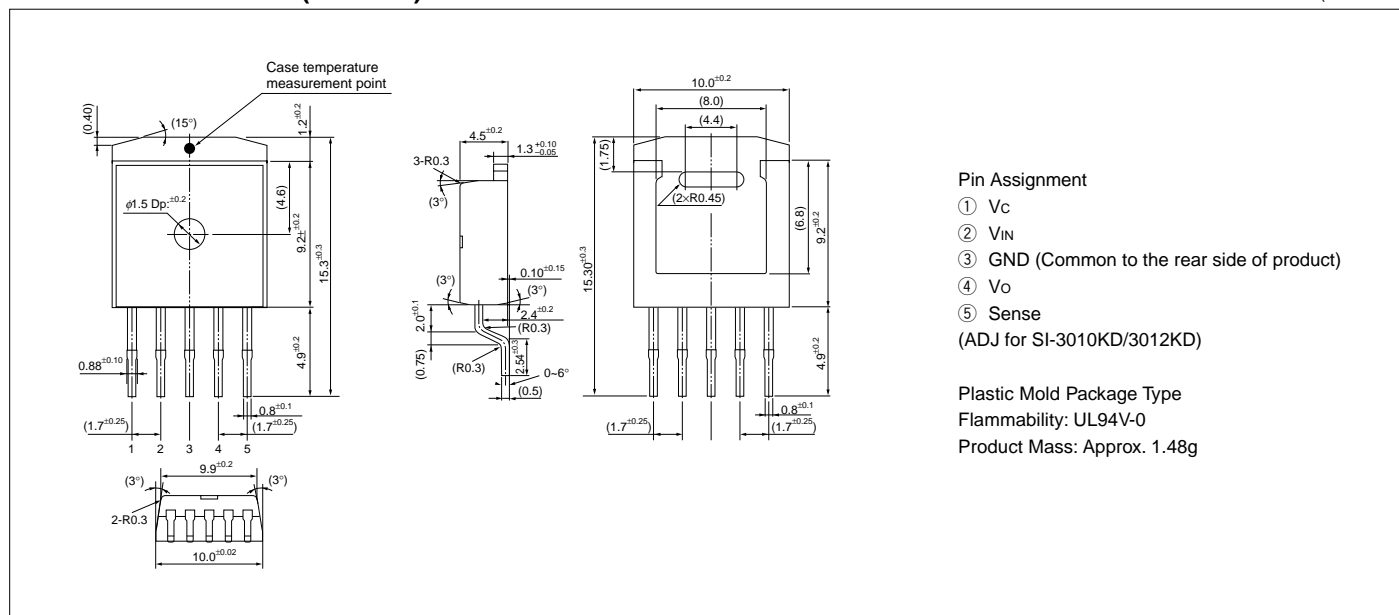 Case temperature
measurement point
(0.40)
(15°)
1.2±0.2
φ1.5 Dp:±0.2
(4.6)
9.2±±0.2
15.3±0.3
4.9±0.2
0.88±0.10
0.8±0.1
(1.7±0.25)
(1.7±0.25)
1 2 3 4 5
4.5±0.2
1.3+0.10−0.05
3-R0.3
(3°)
0.10±0.15
(3°)
(3°)
2.4±0.2
2.0±0.1
(R0.3)
(0.75)
(R0.3)
2.54±0.3
0~6°
(0.5)
10.0±0.2
(8.0)
(4.4)
(1.75)
(2×R0.45)
(6.8)
9.2±0.2
15.30±0.3
4.9±0.2
0.8±0.1
(1.7±0.25)
(1.7±0.25)
9.9±0.2
(3°)
(3°)
2-R0.3
10.0±0.02
Pin Assignment
① VC
② VIN
③ GND (Common to the rear side of product)
④ VO
⑤ Sense
(ADJ for SI-3010KD/3012KD)
Plastic Mold Package Type
Flammability: UL94V-0
Product Mass: Approx. 1.48g